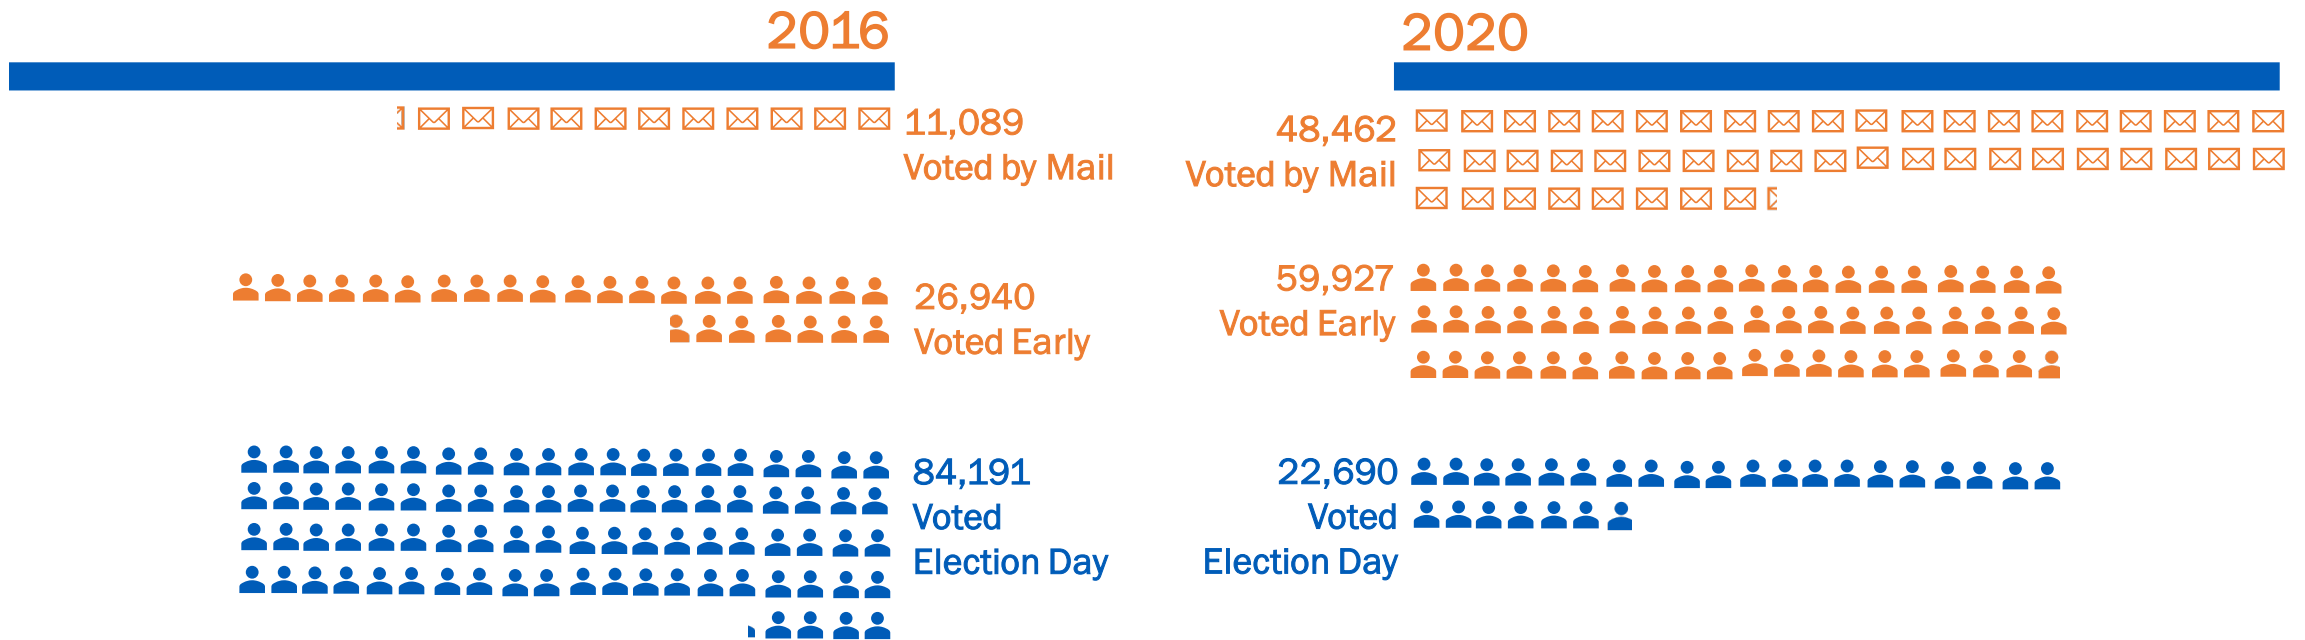 2016
11,089
Voted by Mail
26,940
Voted Early
84,191
Voted
Election Day
2020
48,462
Voted by Mail
59,927
Voted Early
22,690
Voted
Election Day